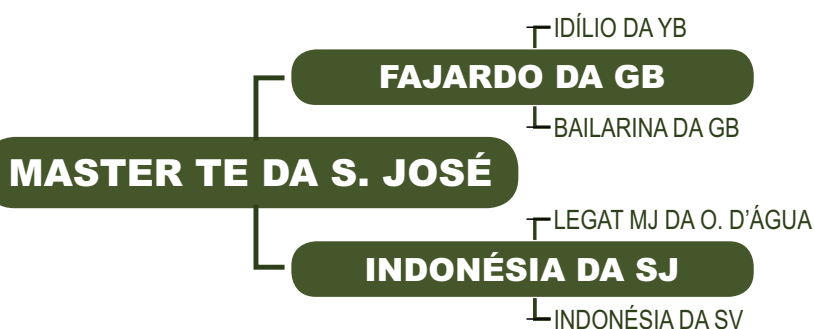 IDÍLIO DA YB
FAJARDO DA GB
BAILARINA DA GB
MASTER TE DA S. JOSÉ
LEGAT MJ DA O. D'ÁGUA
INDONÉSIA DA SJ
INDONÉSIA DA SV